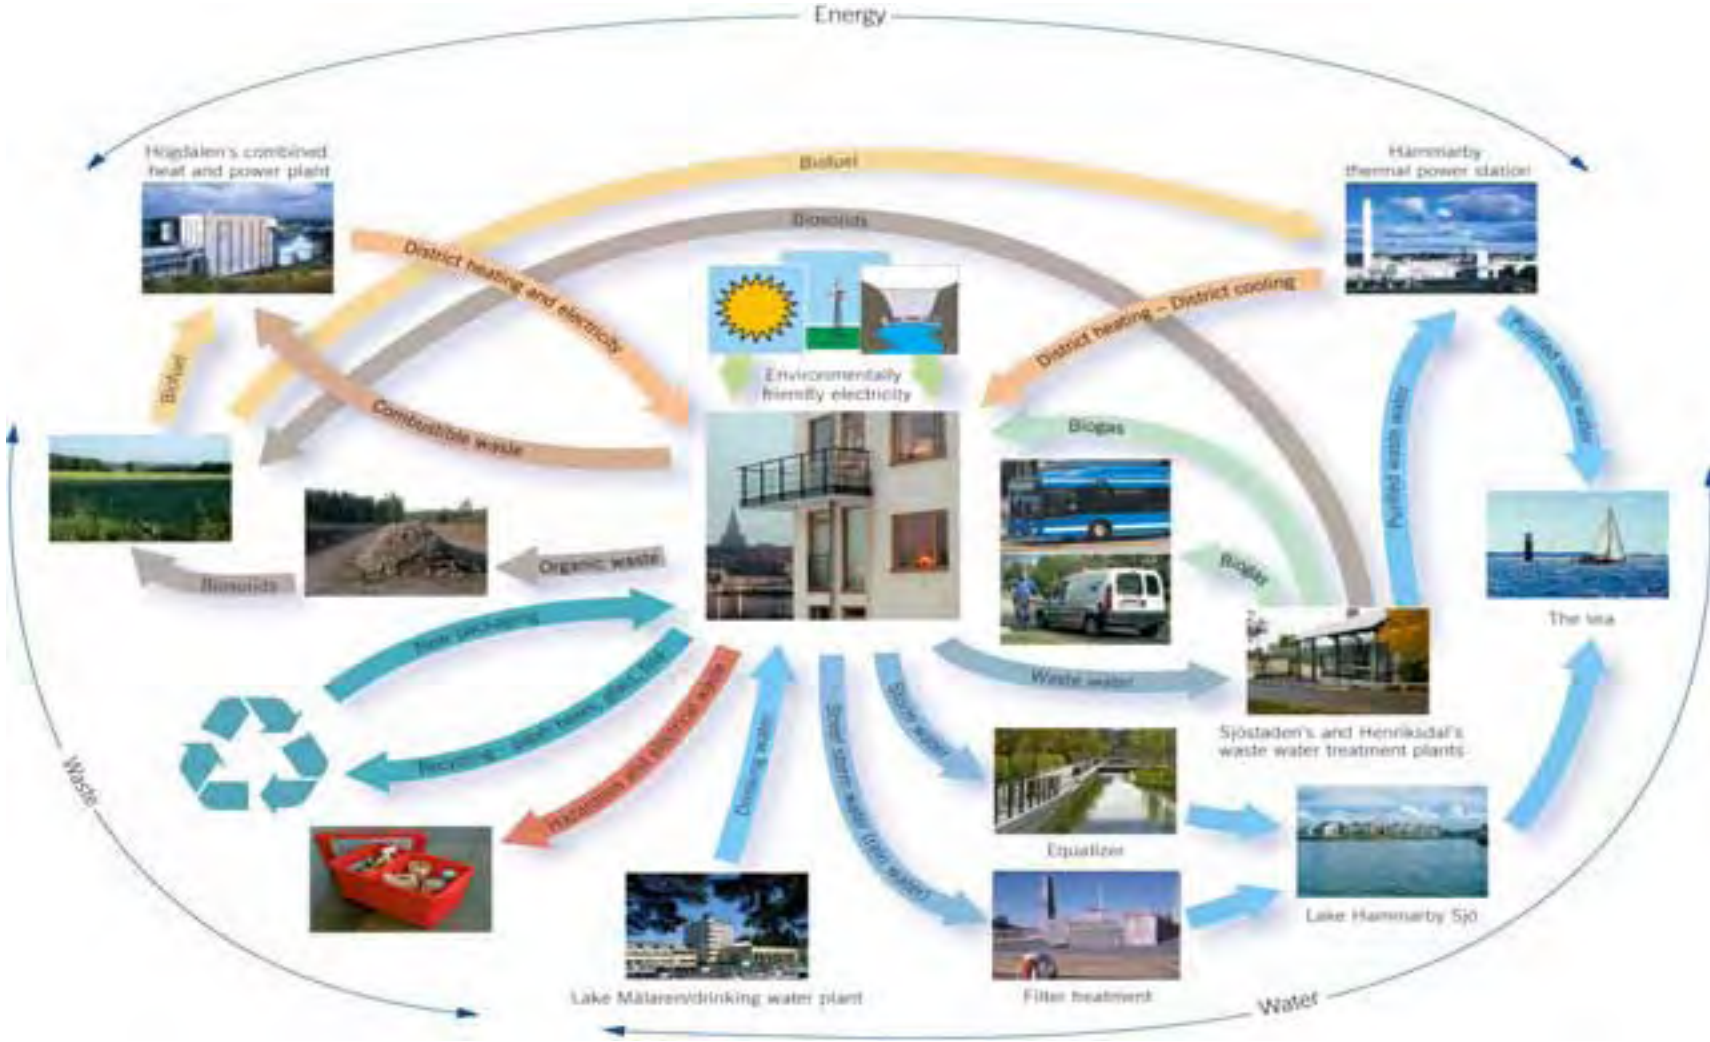 Energy
Högdalen's combined
heat and power plant
Hammarby
thermal power station
Biofuel
Biosolids
District heating and electricity
District heating – District cooling
Environmentally
friendly electricity
Biofuel
Combustible waste
Biogas
Purified waste water
Purified waste water
Organic waste
Biosolids
Biogas
The sea
New packaging
Waste water
Sjöstaden's and Henriksdal's
waste water treatment plants
Hazardous and electrical waste
Drinking water
Storm water
Street storm water (rain water)
Waste
Equalizer
Lake Hammarby Sjö
Lake Mälaren/drinking water plant
Filter treatment
Water